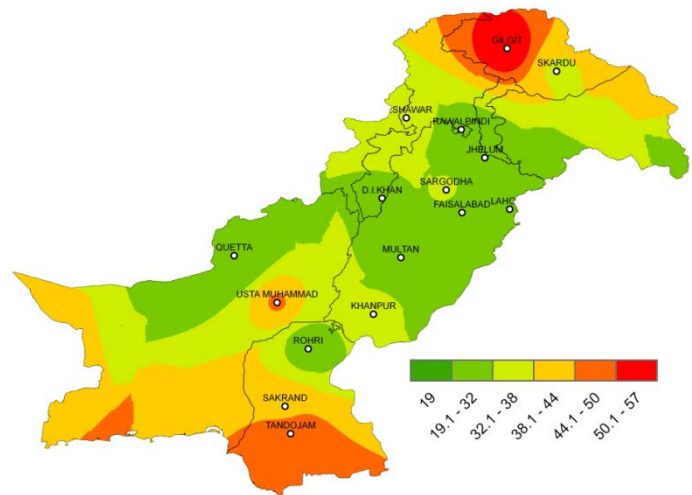 GILGIT
SKARDU
SHAWAR
RAWALPINDI
JHELUM
SARGODHA
D.I.KHAN
FAISALABAD
LAHO
QUETTA
MULTAN
USTA MUHAMMAD
KHANPUR
ROHRI
SAKRAND
TANDOJAM
19
19.1 - 32
32.1 - 38
38.1 - 44
44.1 - 50
50.1 - 57